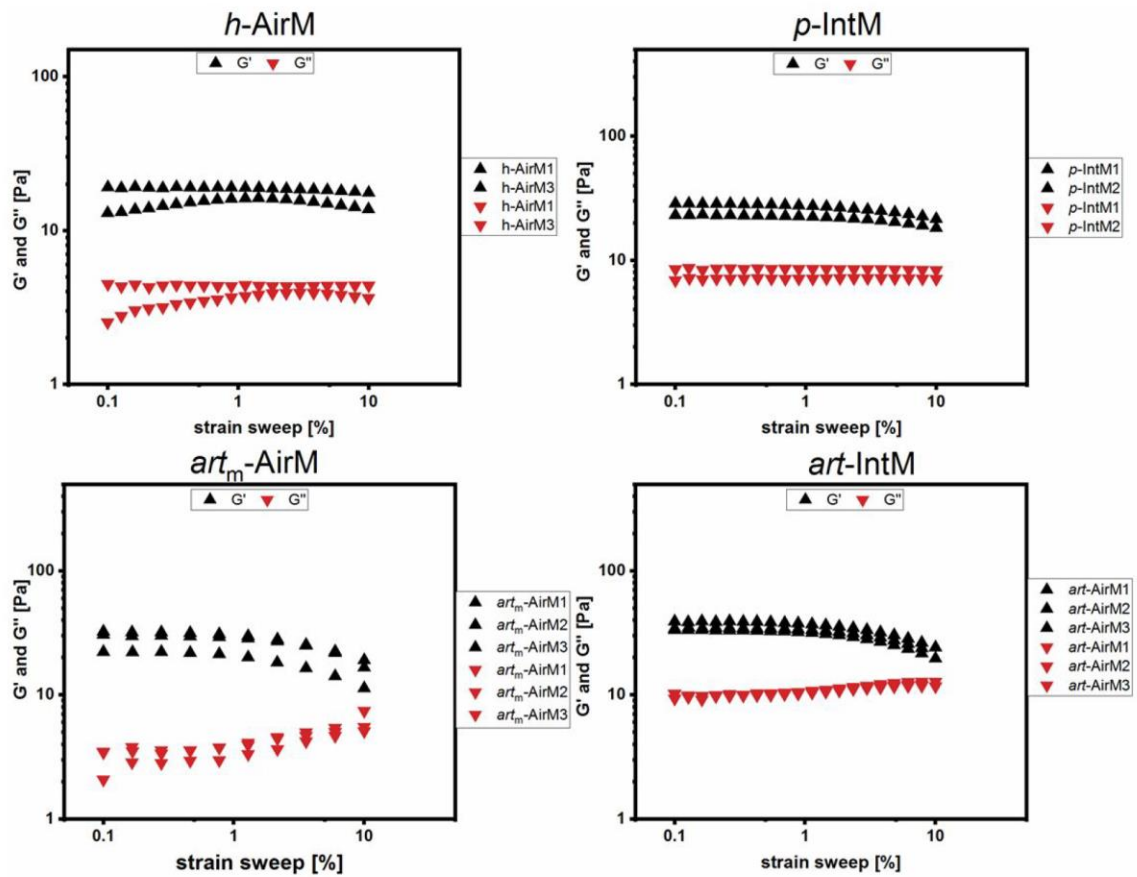 h-AirM
G' G"
100
10
1
G' and G" [Pa]
0.1 1 10
strain sweep [%]
h-AirM1
h-AirM3
h-AirM1
h-AirM3
p-IntM
G' G"
100
10
1
G' and G" [Pa]
0.1 1 10
strain sweep [%]
p-IntM1
p-IntM2
p-IntM1
p-IntM2
artm-AirM
G' G"
100
10
1
G' and G" [Pa]
0.1 1 10
strain sweep [%]
artm-AirM1
artm-AirM2
artm-AirM3
artm-AirM1
artm-AirM2
artm-AirM3
art-IntM
G' G"
100
10
1
G' and G" [Pa]
0.1 1 10
strain sweep [%]
art-AirM1
art-AirM2
art-AirM3
art-AirM1
art-AirM2
art-AirM3